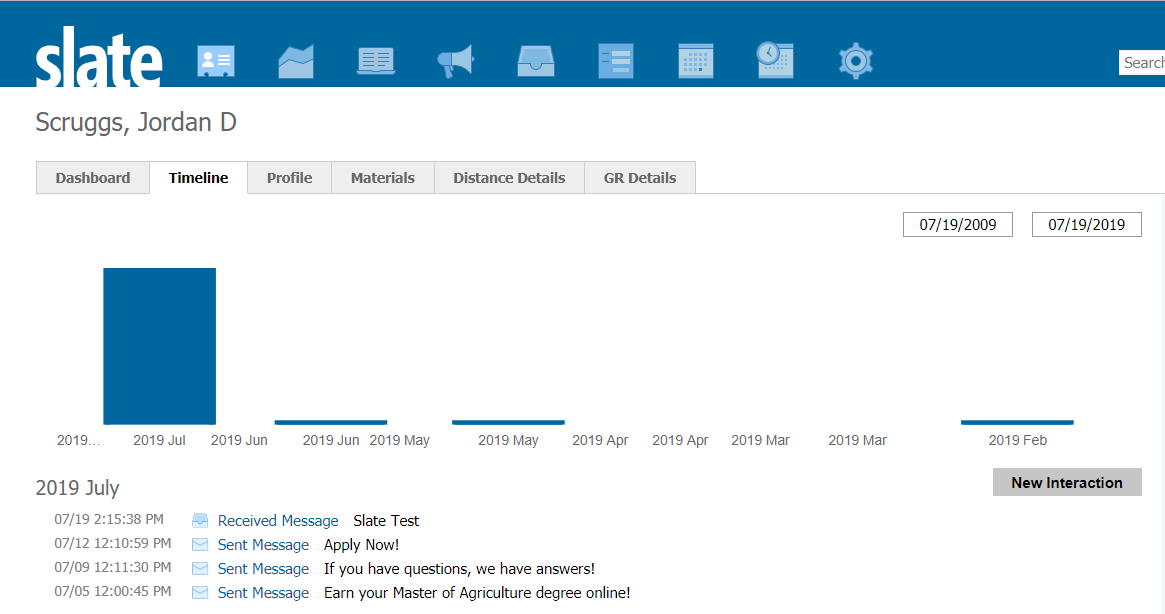 slate
Search
Scruggs, Jordan D
Dashboard Timeline Profile Materials Distance Details GR Details
07/19/2009 07/19/2019
2019... 2019 Jul 2019 Jun 2019 Jun 2019 May 2019 May 2019 Apr 2019 Apr 2019 Mar 2019 Mar 2019 Feb
New Interaction
2019 July
07/19 2:15:38 PM Received Message Slate Test
07/12 12:10:59 PM Sent Message Apply Now!
07/09 12:11:30 PM Sent Message If you have questions, we have answers!
07/05 12:00:45 PM Sent Message Earn your Master of Agriculture degree online!